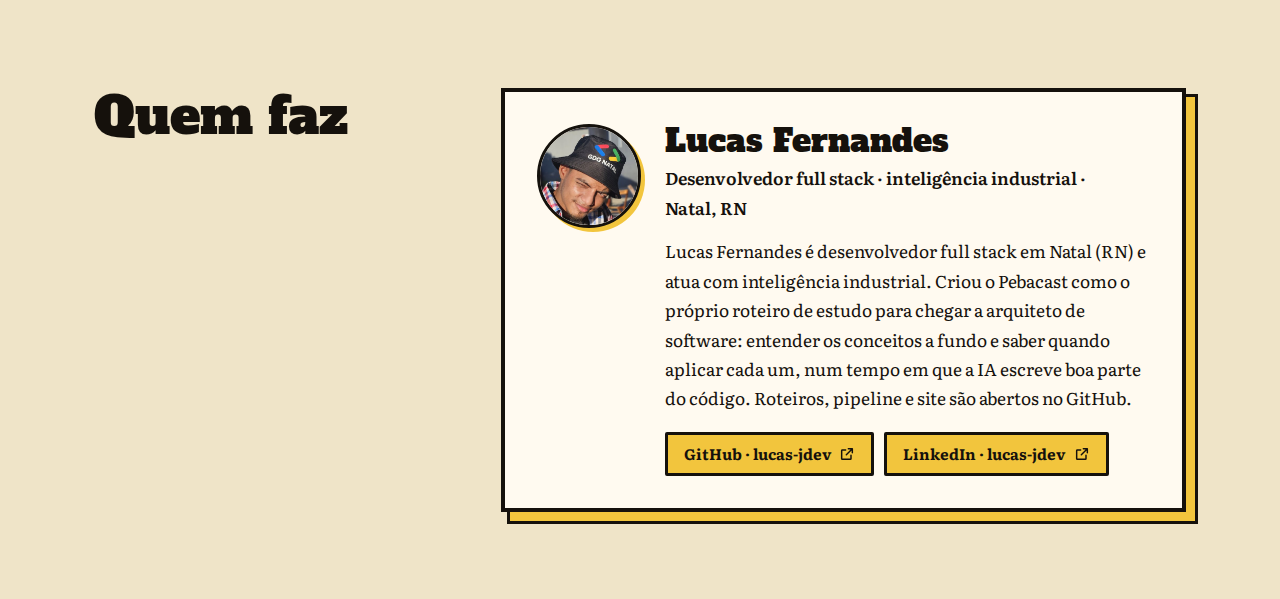 Quem faz
GDG NATAL
Lucas Fernandes
Desenvolvedor full stack · inteligência industrial ·
Natal, RN
Lucas Fernandes é desenvolvedor full stack em Natal (RN) e
atua com inteligência industrial. Criou o Pebacast como o
próprio roteiro de estudo para chegar a arquiteto de
software: entender os conceitos a fundo e saber quando
aplicar cada um, num tempo em que a IA escreve boa parte
do código. Roteiros, pipeline e site são abertos no GitHub.
GitHub · lucas-jdev
LinkedIn · lucas-jdev